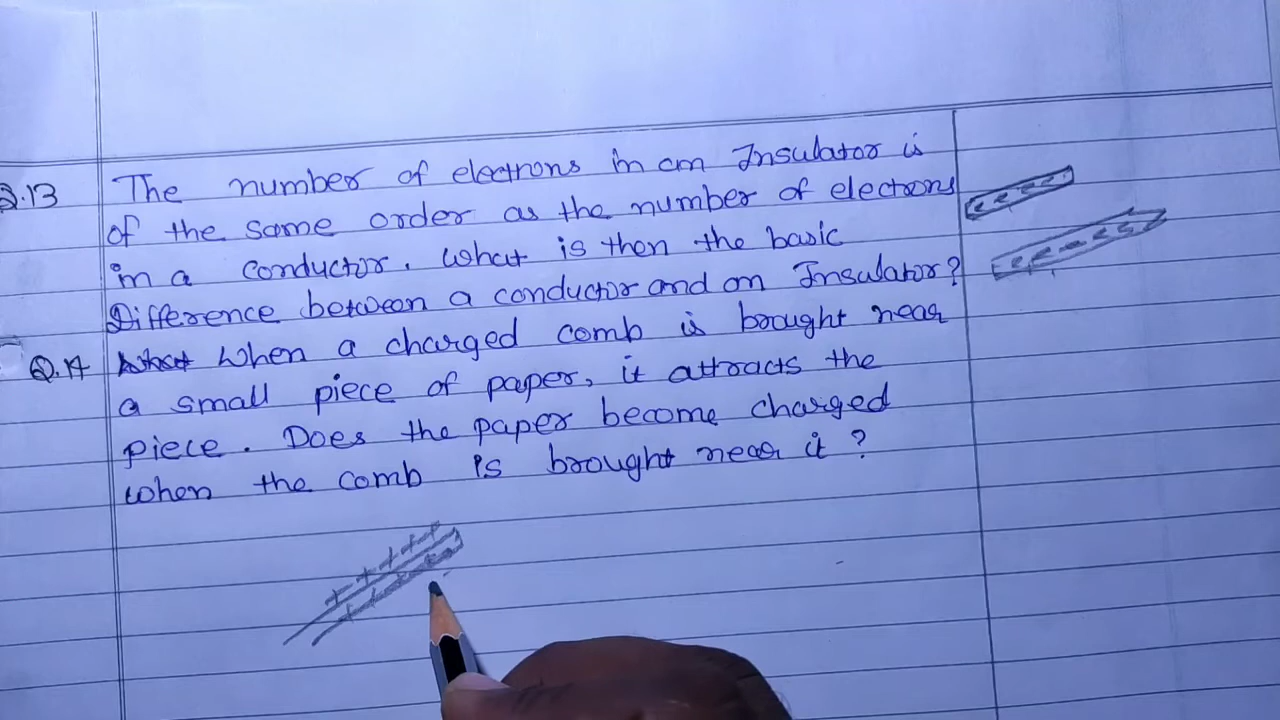 Q.13 The number of electrons in an Insulator is
of the same order as the number of electrons
in a conductor. What is then the basic
Difference between a conductor and an Insulator?
Q.14 When a charged comb is brought near
a small piece of paper, it attracts the
piece. Does the paper become charged
when the comb is brought near it?